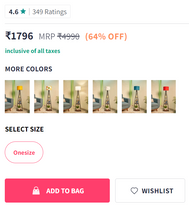 4.6 ★ | 349 Ratings
₹1796 MRP ₹4990 (64% OFF)
inclusive of all taxes
MORE COLORS
SELECT SIZE
Onesize
ADD TO BAG
WISHLIST